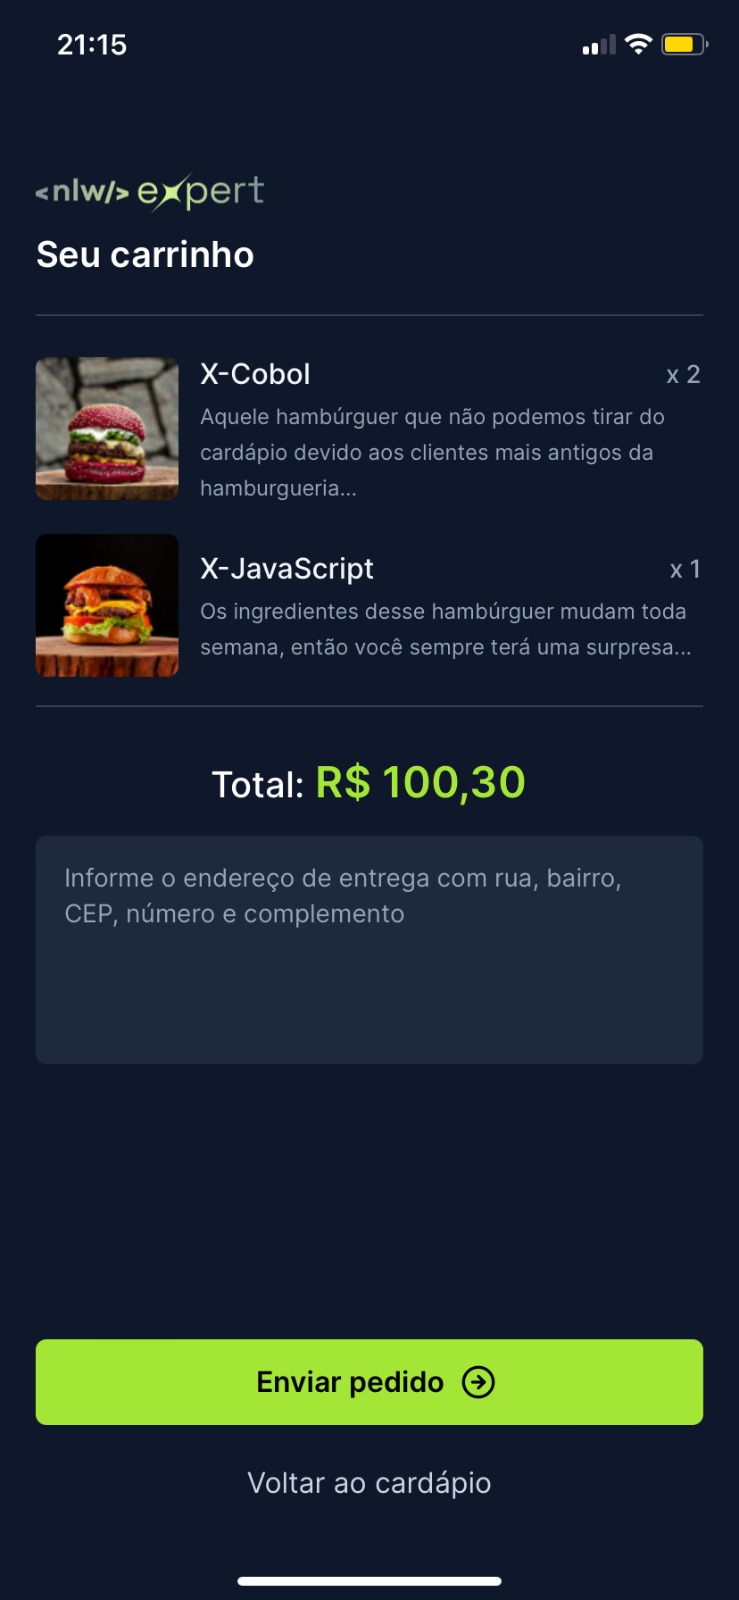 21:15
<nlw/> expert
Seu carrinho
X-Cobol
x 2
Aquele hambúrguer que não podemos tirar do
cardápio devido aos clientes mais antigos da
hamburgueria...
X-JavaScript
x 1
Os ingredientes desse hambúrguer mudam toda
semana, então você sempre terá uma surpresa...
Total: R$ 100,30
Informe o endereço de entrega com rua, bairro,
CEP, número e complemento
Enviar pedido
Voltar ao cardápio